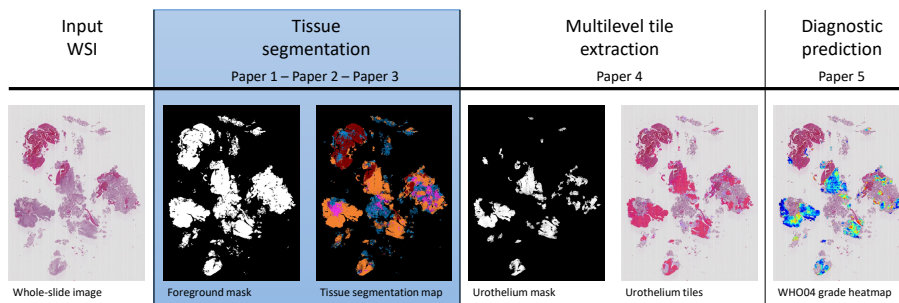 Input
WSI
Tissue
segmentation
Paper 1 – Paper 2 – Paper 3
Multilevel tile
extraction
Paper 4
Diagnostic
prediction
Paper 5
Whole-slide image
Foreground mask
Tissue segmentation map
Urothelium mask
Urothelium tiles
WHO04 grade heatmap